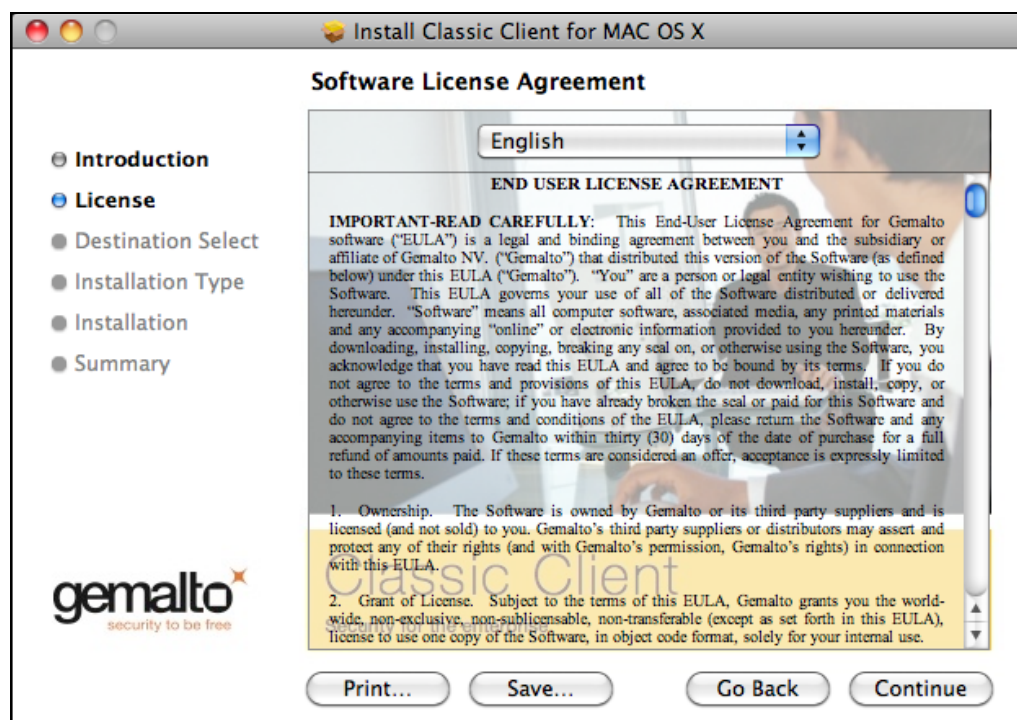 Install Classic Client for MAC OS X
Software License Agreement
Introduction
License
Destination Select
Installation Type
Installation
Summary
English
END USER LICENSE AGREEMENT
IMPORTANT-READ CAREFULLY: This End-User License Agreement for Gemalto
software (“EULA”) is a legal and binding agreement between you and the subsidiary or
affiliate of Gemalto NV. (“Gemalto”) that distributed this version of the Software (as defined
below) under this EULA (“Gemalto”). “You” are a person or legal entity wishing to use the
Software. This EULA governs your use of all of the Software distributed or delivered
hereunder. “Software” means all computer software, associated media, any printed materials
and any accompanying “online” or electronic information provided to you hereunder. By
downloading, installing, copying, breaking any seal on, or otherwise using the Software, you
acknowledge that you have read this EULA and agree to be bound by its terms. If you do
not agree to the terms and provisions of this EULA, do not download, install, copy, or
otherwise use the Software; if you have already broken the seal or paid for this Software and
do not agree to the terms and conditions of the EULA, please return the Software and any
accompanying items to Gemalto within thirty (30) days of the date of purchase for a full
refund of amounts paid. If these terms are considered an offer, acceptance is expressly limited
to these terms.
1. Ownership. The Software is owned by Gemalto or its third party suppliers and is
licensed (and not sold) to you. Gemalto’s third party suppliers or distributors may assert and
protect any of their rights (and with Gemalto’s permission, Gemalto’s rights) in connection
with this EULA.
Classic Client
2. Grant of License. Subject to the terms of this EULA, Gemalto grants you the world-
wide, non-exclusive, non-sublicensable, non-transferable (except as set forth in this EULA),
Security for the enterprise
license to use one copy of the Software, in object code format, solely for your internal use.
gemalto
security to be free
Print...
Save...
Go Back
Continue